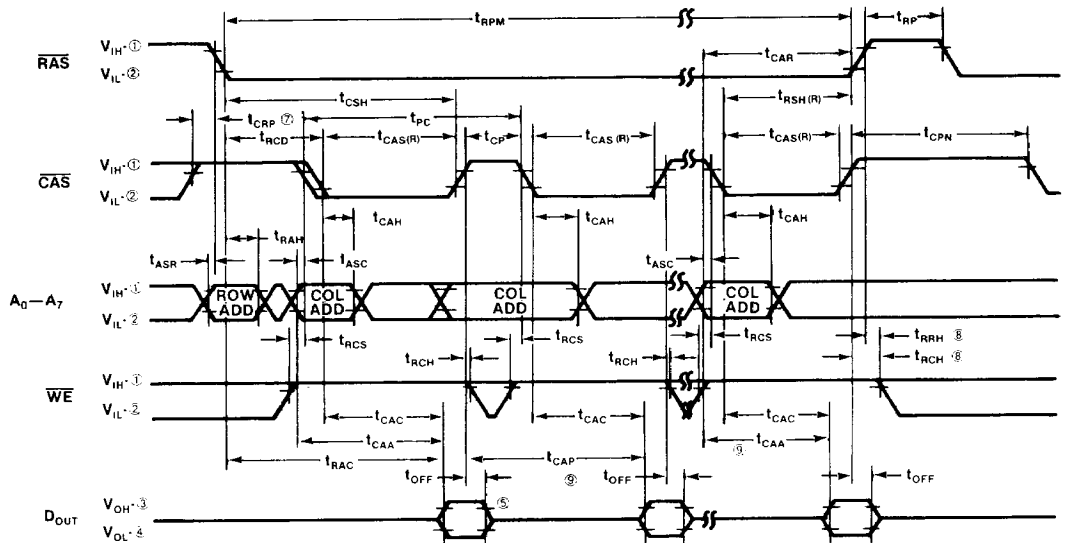 tRPM
tRP
RAS
VIH-①
VIL-②
tCAR
tCSH
tRSH(R)
tCRP ⑦
tPC
tRCD
tCAS(R)
tCP
tCAS(R)
tCAS(R)
tCPN
CAS
VIH-①
VIL-②
tCAH
tCAH
tCAH
tRAH
tASR
tASC
tASC
A0—A7
VIH-①
VIL-②
ROW ADD
COL ADD
COL ADD
COL ADD
tRCS
tRCH
tRCS
tRCH
tRCS
tRRH ⑧
tRCH ⑧
WE
VIH-①
VIL-②
tCAC
tCAC
tCAC
tCAA
tCAA
⑨
tRAC
tCAP
⑨
tOFF
tOFF
tOFF
DOUT
VOH-③
VOL-④
⑤